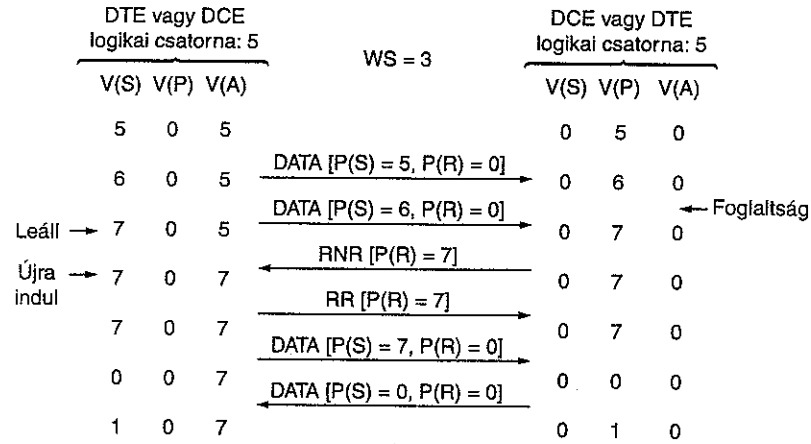 DTE vagy DCE
logikai csatorna: 5
WS = 3
DCE vagy DTE
logikai csatorna: 5
V(S) V(P) V(A)
V(S) V(P) V(A)
5 0 5
0 5 0
DATA [P(S) = 5, P(R) = 0]
6 0 5
0 6 0
Foglaltság
DATA [P(S) = 6, P(R) = 0]
Leáll
7 0 5
0 7 0
RNR [P(R) = 7]
Újra
indul
7 0 7
0 7 0
RR [P(R) = 7]
7 0 7
0 7 0
DATA [P(S) = 7, P(R) = 0]
0 0 7
0 0 0
DATA [P(S) = 0, P(R) = 0]
1 0 7
0 1 0